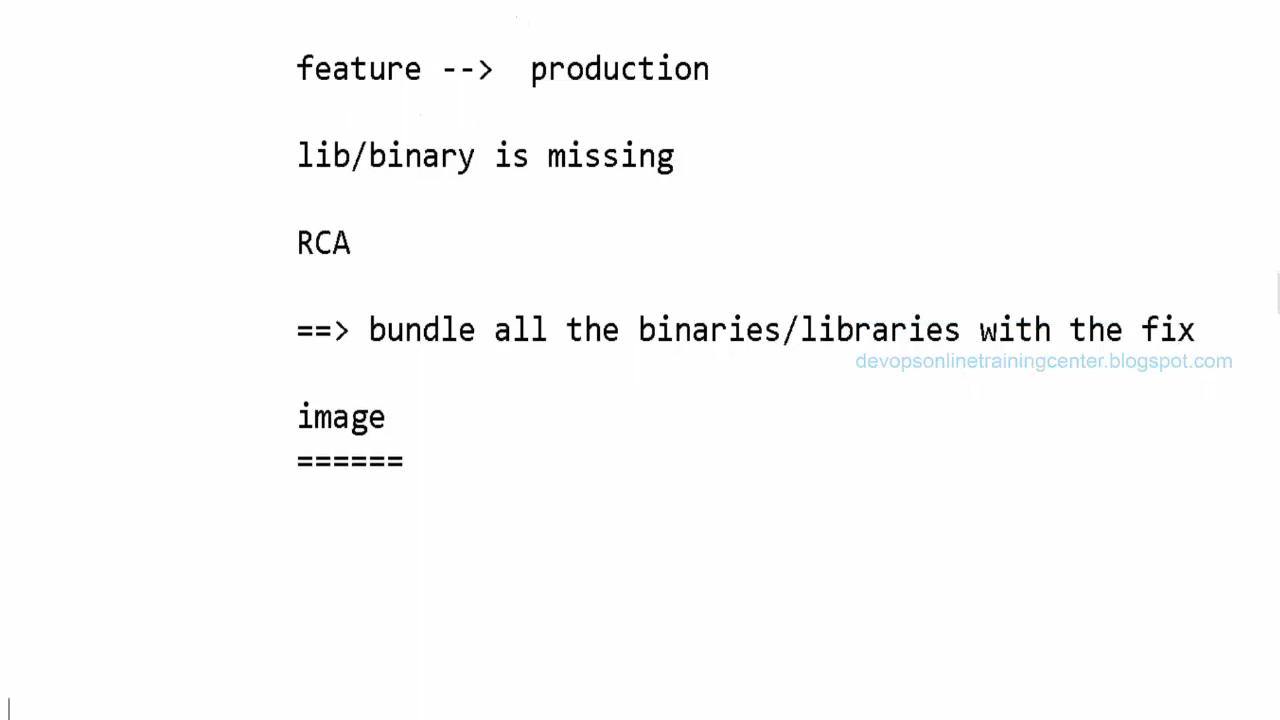 feature --> production
lib/binary is missing
RCA
==> bundle all the binaries/libraries with the fix
devopsonlinetrainingcenter.blogspot.com
image
======